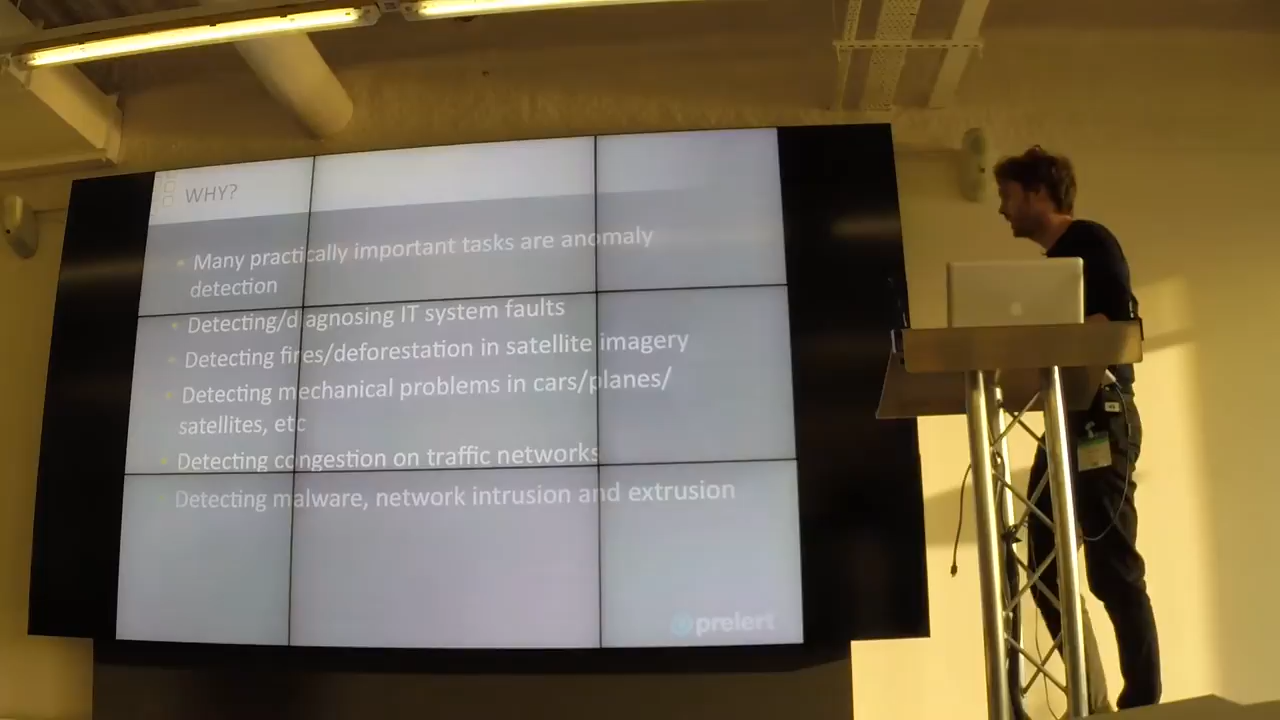 WHY?
Many practically important tasks are anomaly
detection
Detecting/diagnosing IT system faults
Detecting fires/deforestation in satellite imagery
Detecting mechanical problems in cars/planes/
satellites, etc
Detecting congestion on traffic networks
Detecting malware, network intrusion and extrusion
prelert